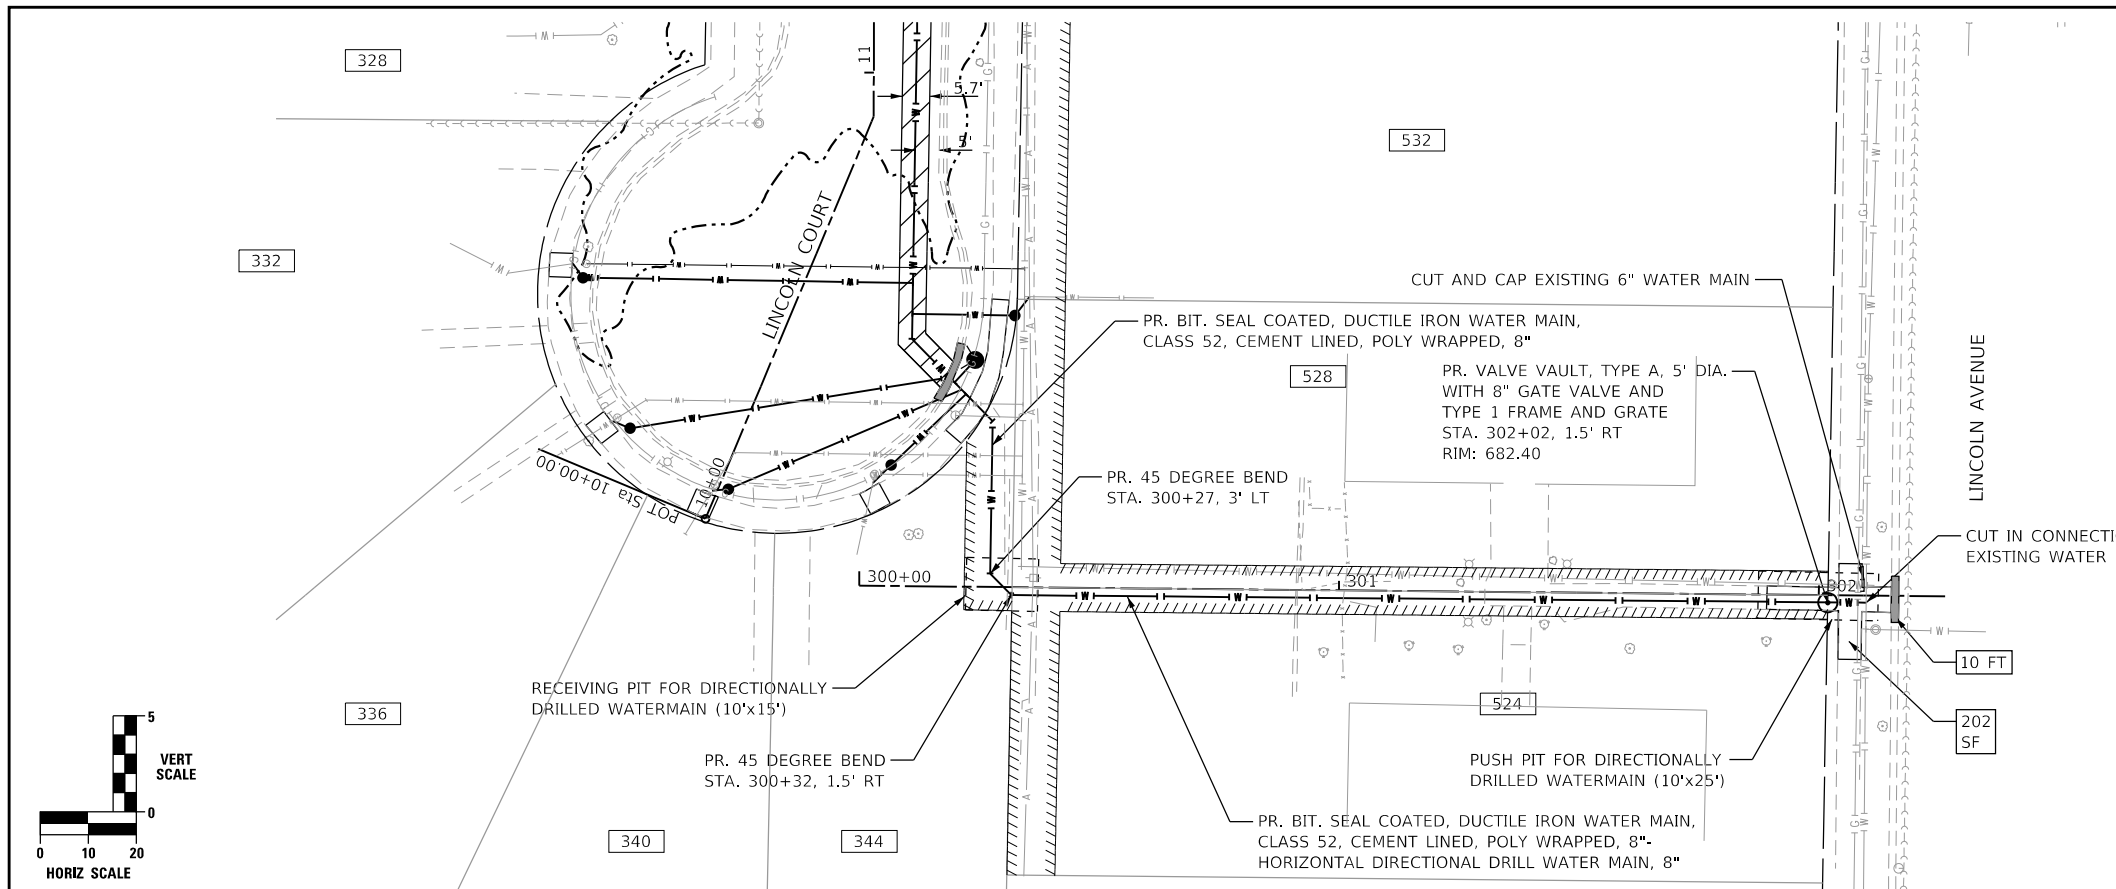 328
11
5.7'
5'
532
332
LINCOLN COURT
CUT AND CAP EXISTING 6" WATER MAIN
PR. BIT. SEAL COATED, DUCTILE IRON WATER MAIN,
CLASS 52, CEMENT LINED, POLY WRAPPED, 8"
528
PR. VALVE VAULT, TYPE A, 5' DIA.
WITH 8" GATE VALVE AND
TYPE 1 FRAME AND GRATE
STA. 302+02, 1.5' RT
RIM: 682.40
LINCOLN AVENUE
10+00
POT Sta 10+00.00
PR. 45 DEGREE BEND
STA. 300+27, 3' LT
CUT IN CONNECTI
EXISTING WATER
300+00
301
302
RECEIVING PIT FOR DIRECTIONALLY
DRILLED WATERMAIN (10'x15')
10 FT
336
524
202
SF
PR. 45 DEGREE BEND
STA. 300+32, 1.5' RT
PUSH PIT FOR DIRECTIONALLY
DRILLED WATERMAIN (10'x25')
5
VERT
SCALE
0
340
344
PR. BIT. SEAL COATED, DUCTILE IRON WATER MAIN,
CLASS 52, CEMENT LINED, POLY WRAPPED, 8"-
HORIZONTAL DIRECTIONAL DRILL WATER MAIN, 8"
0 10 20
HORIZ SCALE